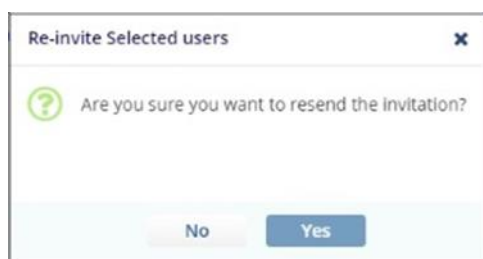 Re-invite Selected users
Are you sure you want to resend the invitation?
No Yes